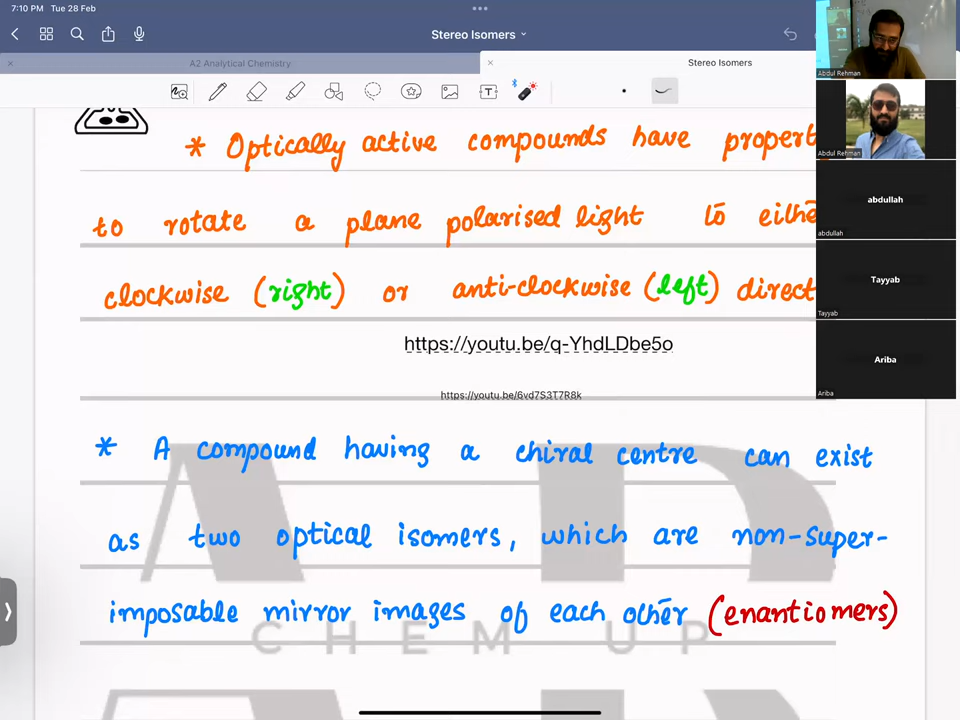 7:10 PM Tue 28 Feb
Stereo Isomers
A2 Analytical Chemistry
Stereo Isomers
* Optically active compounds have propert
to rotate a plane polarised light to eithe
clockwise (right) or anti-clockwise (left) direct
https://youtu.be/q-YhdLDbe5o
https://youtu.be/6vd7S3T7R8k
* A compound having a chiral centre can exist
as two optical isomers, which are non-super-
imposable mirror images of each other (enantiomers)
CHEM UP
Abdul Rehman
Abdul Rehman
abdullah
abdullah
Tayyab
Tayyab
Ariba
Ariba